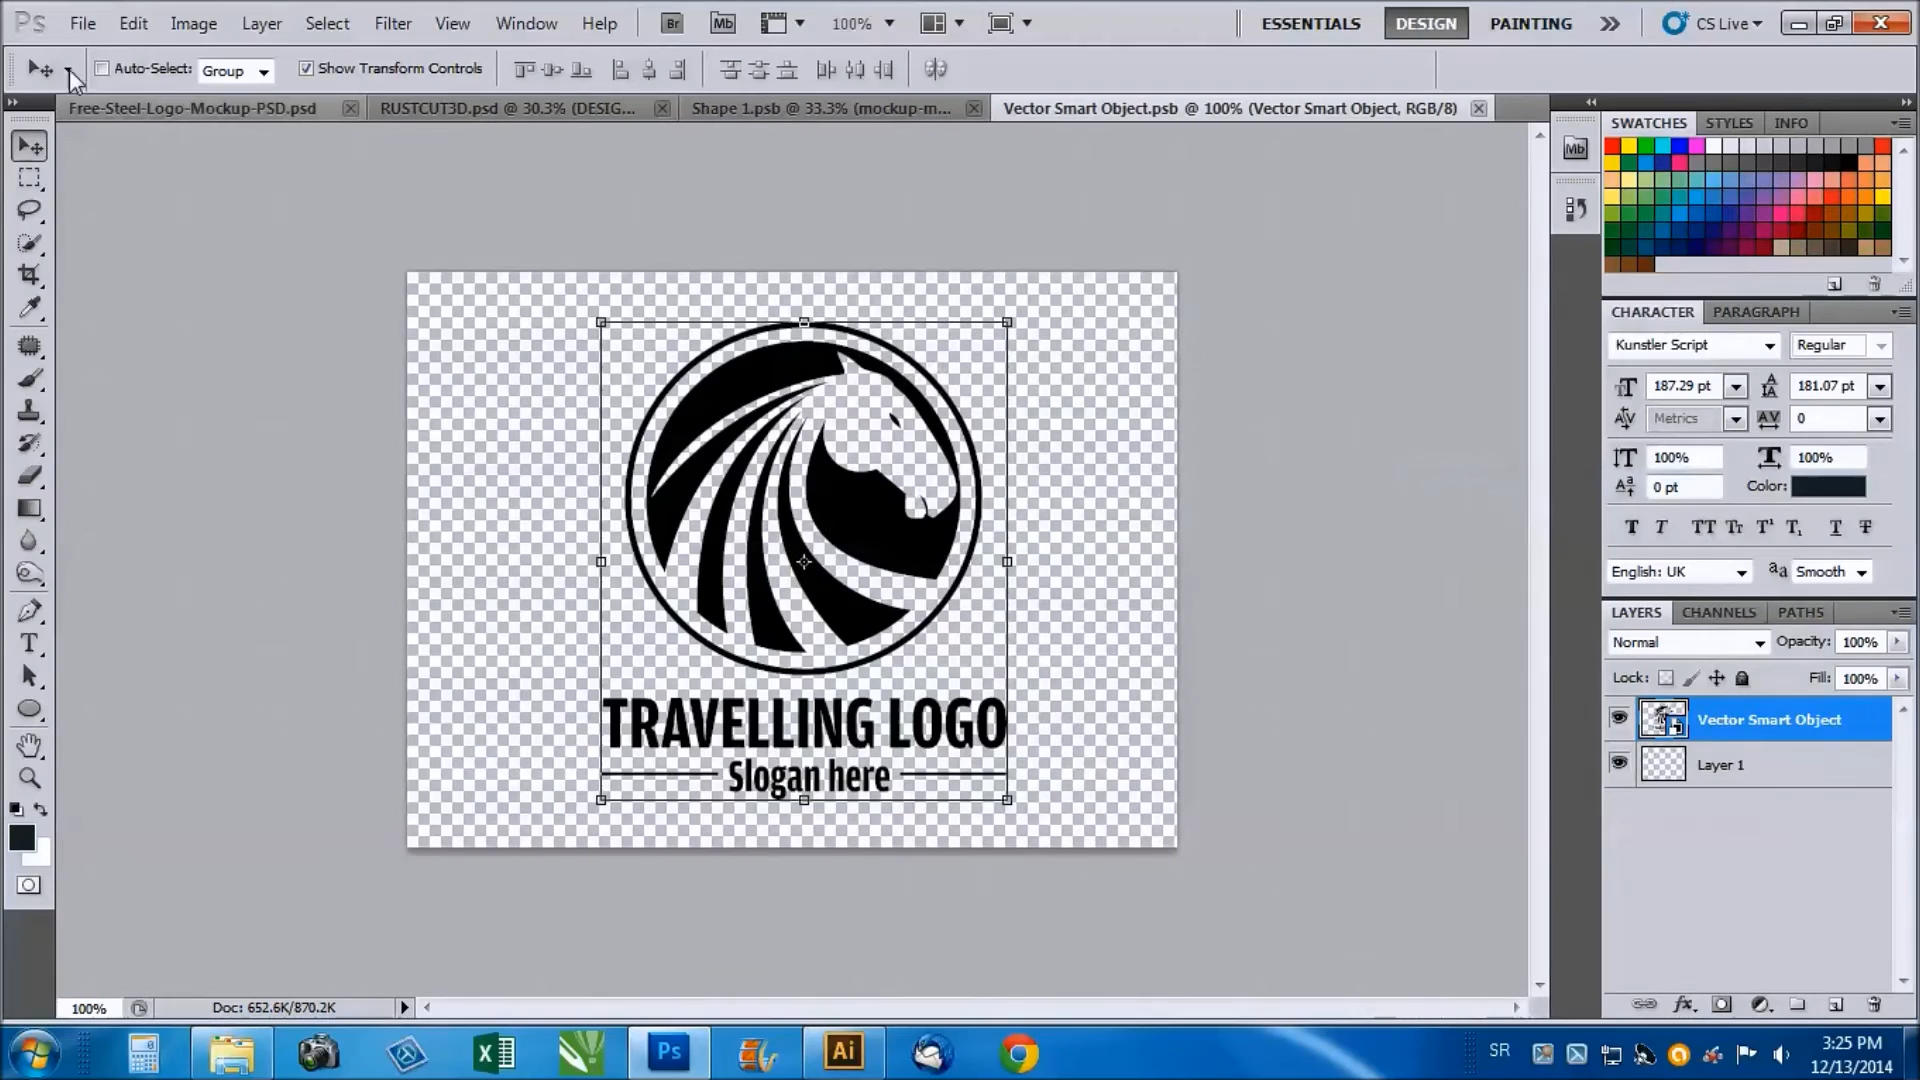 Ps File Edit Image Layer Select Filter View Window Help Br Mb 100% ESSENTIALS DESIGN PAINTING CS Live
Auto-Select: Group Show Transform Controls
Free-Steel-Logo-Mockup-PSD.psd RUSTCUT3D.psd @ 30.3% (DESIG... Shape 1.psb @ 33.3% (mockup-m... Vector Smart Object.psb @ 100% (Vector Smart Object, RGB/8)
SWATCHES STYLES INFO
Mb
CHARACTER PARAGRAPH
Kunstler Script Regular
187.29 pt 181.07 pt
Metrics 0
100% 100%
0 pt Color:
English: UK Smooth
LAYERS CHANNELS PATHS
Normal Opacity: 100%
Lock: Fill: 100%
Vector Smart Object
Layer 1
TRAVELLING LOGO
Slogan here
100% Doc: 652.6K/870.2K
Ps Ai SR 3:25 PM
12/13/2014